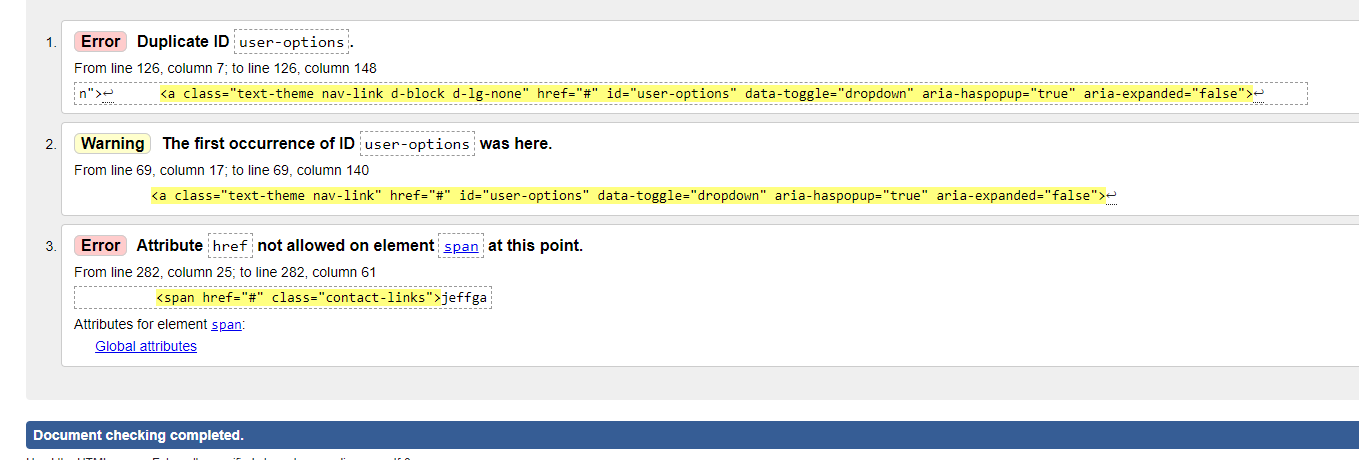 1. Error Duplicate ID user-options.
From line 126, column 7; to line 126, column 148
n">↩ <a class="text-theme nav-link d-block d-lg-none" href="#" id="user-options" data-toggle="dropdown" aria-haspopup="true" aria-expanded="false">↩
2. Warning The first occurrence of ID user-options was here.
From line 69, column 17; to line 69, column 140
<a class="text-theme nav-link" href="#" id="user-options" data-toggle="dropdown" aria-haspopup="true" aria-expanded="false">↩
3. Error Attribute href not allowed on element span at this point.
From line 282, column 25; to line 282, column 61
<span href="#" class="contact-links">jeffga
Attributes for element span:
Global attributes
Document checking completed.